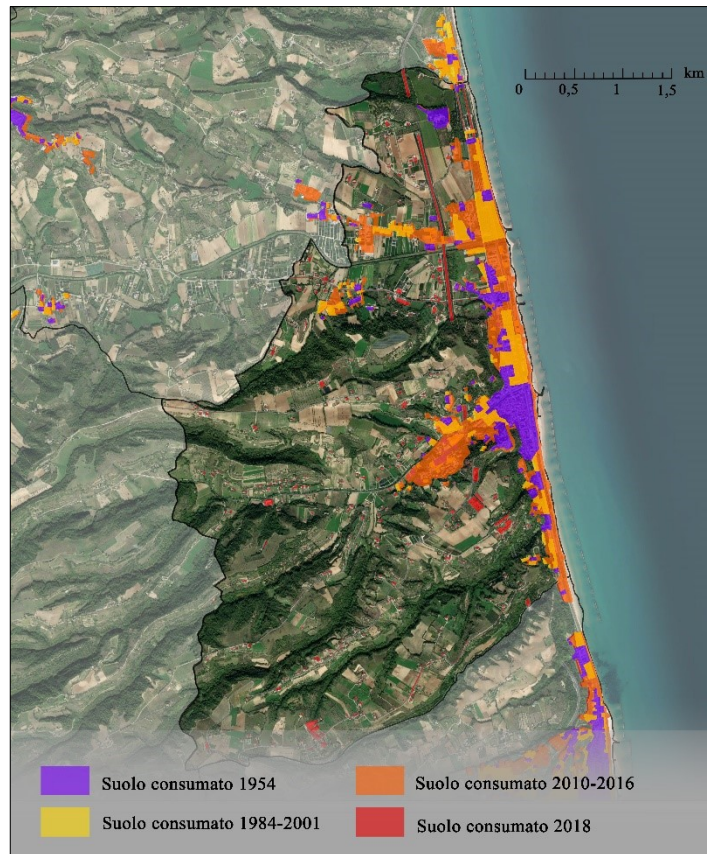 km
0 0,5 1 1,5
Suolo consumato 1954
Suolo consumato 2010-2016
Suolo consumato 1984-2001
Suolo consumato 2018